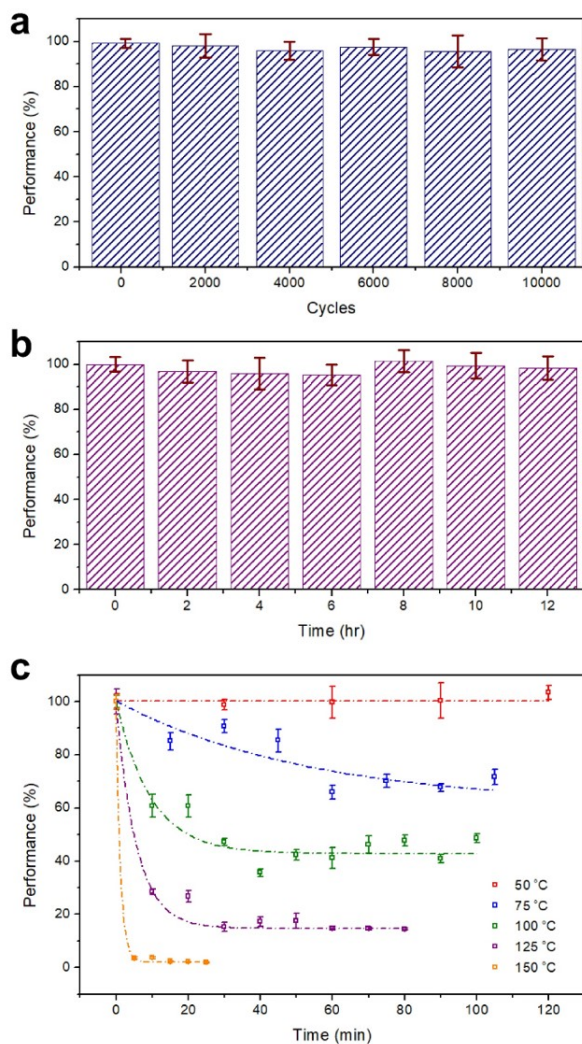 a
100
80
60
40
20
0
Performance (%)
0 2000 4000 6000 8000 10000
Cycles
b
100
80
60
40
20
0
Performance (%)
0 2 4 6 8 10 12
Time (hr)
c
100
80
60
40
20
0
Performance (%)
50 °C
75 °C
100 °C
125 °C
150 °C
0 20 40 60 80 100 120
Time (min)